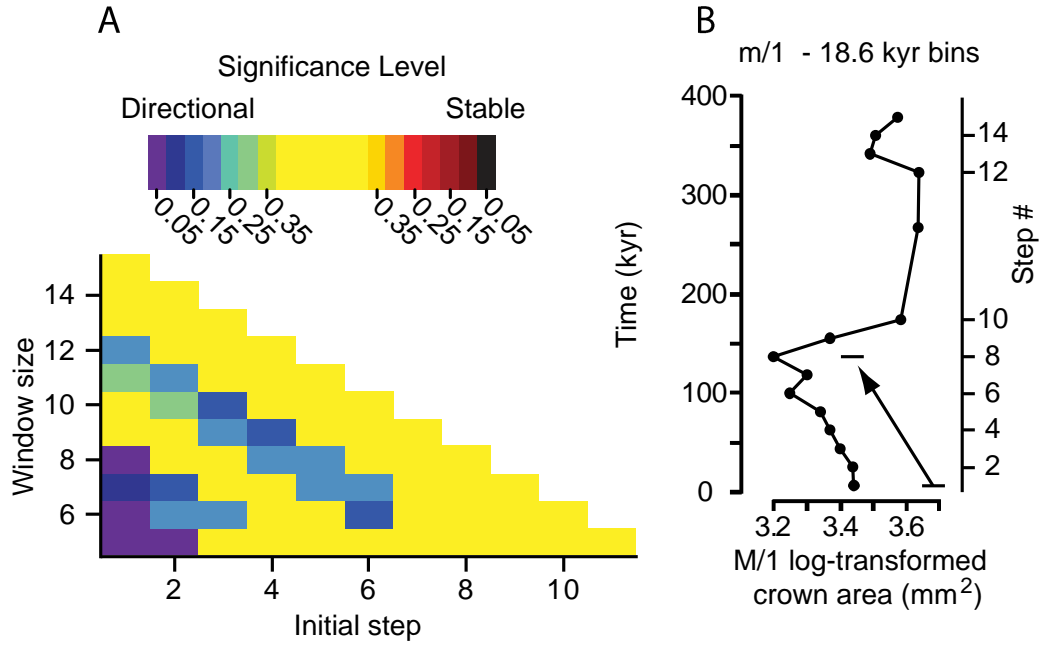 A
Significance Level
Directional Stable
0.05 0.15 0.25 0.35 0.35 0.25 0.15 0.05
Window size
14
12
10
8
6
2 4 6 8 10
Initial step
B
m/1 - 18.6 kyr bins
Time (kyr)
400
300
200
100
0
14
12
10
8
6
4
2
Step #
3.2 3.4 3.6
M/1 log-transformed
crown area (mm²)